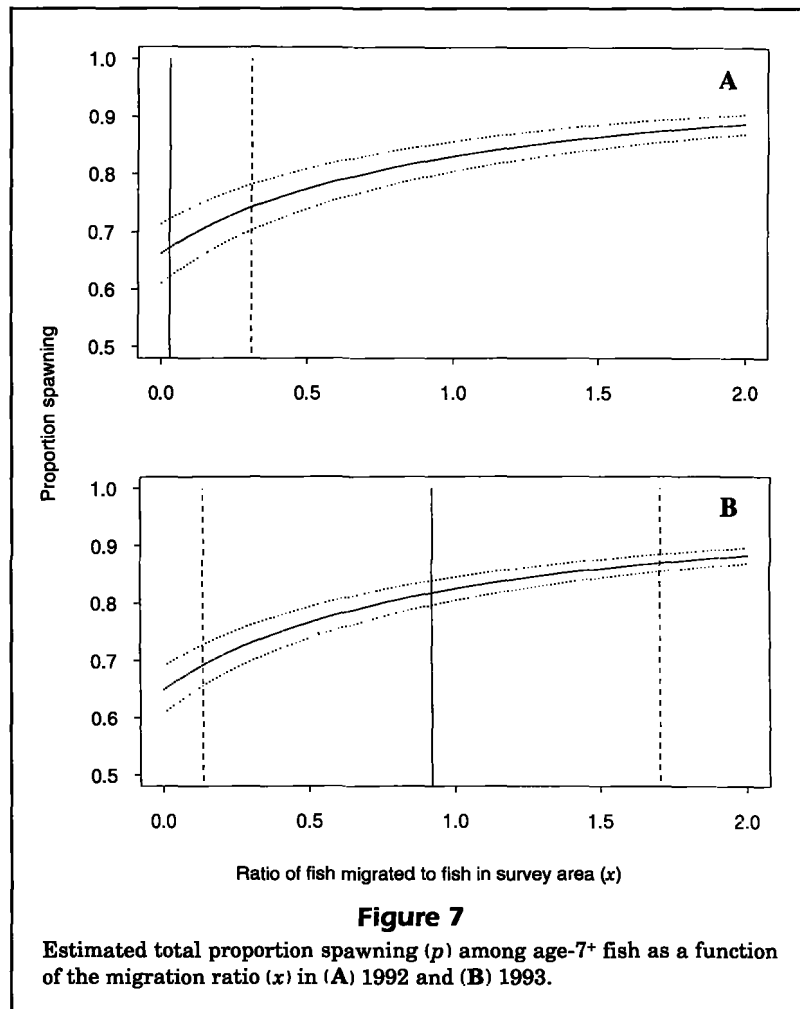 A
1.0
0.9
0.8
0.7
0.6
0.5
0.0 0.5 1.0 1.5 2.0
Proportion spawning
B
1.0
0.9
0.8
0.7
0.6
0.5
0.0 0.5 1.0 1.5 2.0
Ratio of fish migrated to fish in survey area (x)
Figure 7
Estimated total proportion spawning (p) among age-7+ fish as a function
of the migration ratio (x) in (A) 1992 and (B) 1993.